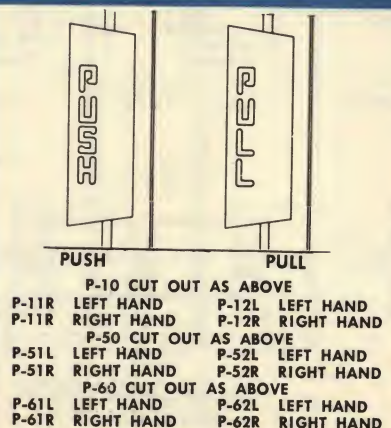 PUSH
PULL
PUSH PULL
P-10 CUT OUT AS ABOVE
P-11R LEFT HAND P-12L LEFT HAND
P-11R RIGHT HAND P-12R RIGHT HAND
P-50 CUT OUT AS ABOVE
P-51L LEFT HAND P-52L LEFT HAND
P-51R RIGHT HAND P-52R RIGHT HAND
P-60 CUT OUT AS ABOVE
P-61L LEFT HAND P-62L LEFT HAND
P-61R RIGHT HAND P-62R RIGHT HAND